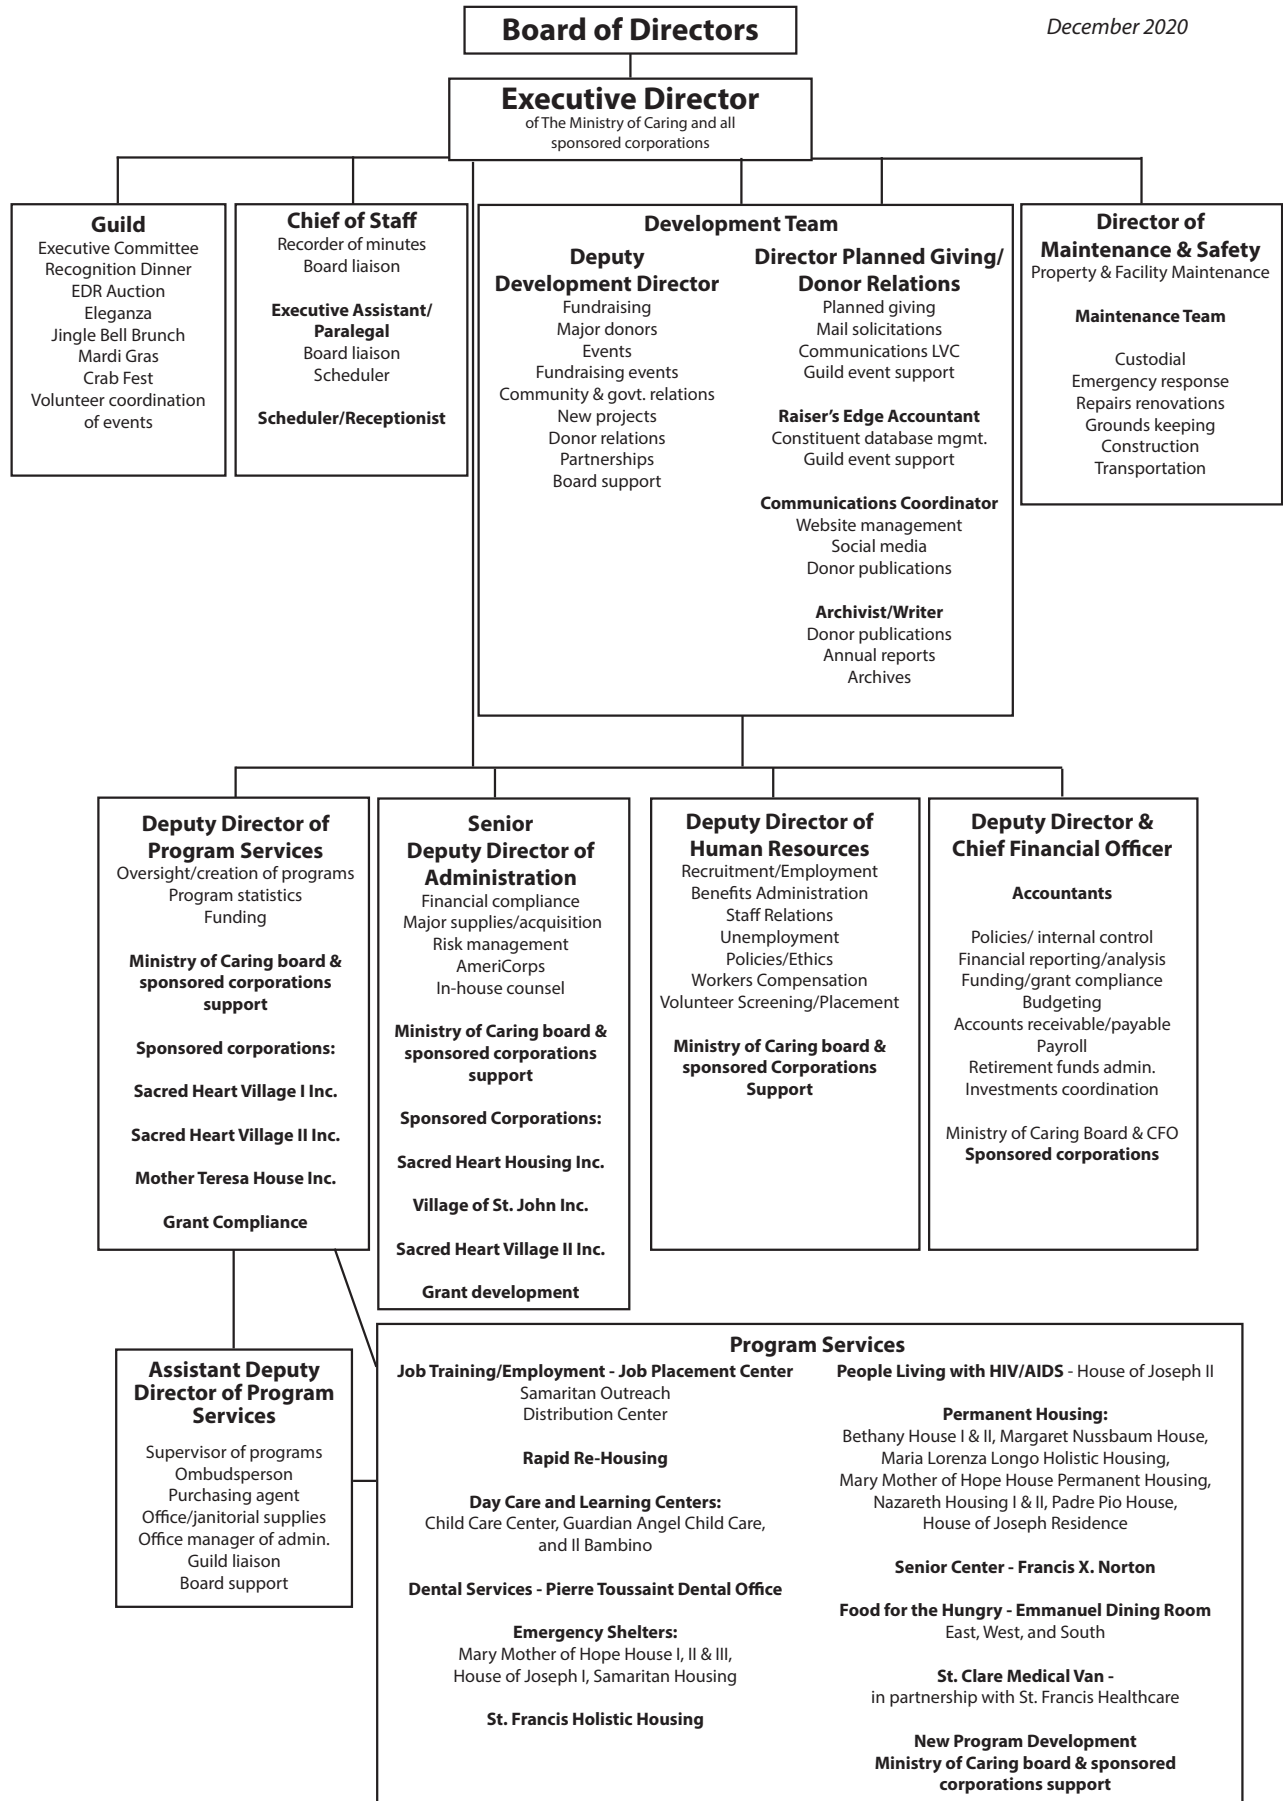 Board of Directors
December 2020
Executive Director
of The Ministry of Caring and all
sponsored corporations
Guild
Executive Committee
Recognition Dinner
EDR Auction
Eleganza
Jingle Bell Brunch
Mardi Gras
Crab Fest
Volunteer coordination
of events
Chief of Staff
Recorder of minutes
Board liaison
Executive Assistant/
Paralegal
Board liaison
Scheduler
Scheduler/Receptionist
Development Team
Deputy
Development Director
Fundraising
Major donors
Events
Fundraising events
Community & govt. relations
New projects
Donor relations
Partnerships
Board support
Director Planned Giving/
Donor Relations
Planned giving
Mail solicitations
Communications LVC
Guild event support
Raiser's Edge Accountant
Constituent database mgmt.
Guild event support
Communications Coordinator
Website management
Social media
Donor publications
Archivist/Writer
Donor publications
Annual reports
Archives
Director of
Maintenance & Safety
Property & Facility Maintenance
Maintenance Team
Custodial
Emergency response
Repairs renovations
Grounds keeping
Construction
Transportation
Deputy Director of
Program Services
Oversight/creation of programs
Program statistics
Funding
Ministry of Caring board &
sponsored corporations
support
Sponsored corporations:
Sacred Heart Village I Inc.
Sacred Heart Village II Inc.
Mother Teresa House Inc.
Grant Compliance
Senior
Deputy Director of
Administration
Financial compliance
Major supplies/acquisition
Risk management
AmeriCorps
In-house counsel
Ministry of Caring board &
sponsored corporations
support
Sponsored Corporations:
Sacred Heart Housing Inc.
Village of St. John Inc.
Sacred Heart Village II Inc.
Grant development
Deputy Director of
Human Resources
Recruitment/Employment
Benefits Administration
Staff Relations
Unemployment
Policies/Ethics
Workers Compensation
Volunteer Screening/Placement
Ministry of Caring board &
sponsored Corporations
Support
Deputy Director &
Chief Financial Officer
Accountants
Policies/ internal control
Financial reporting/analysis
Funding/grant compliance
Budgeting
Accounts receivable/payable
Payroll
Retirement funds admin.
Investments coordination
Ministry of Caring Board & CFO
Sponsored corporations
Assistant Deputy
Director of Program
Services
Supervisor of programs
Ombudsperson
Purchasing agent
Office/janitorial supplies
Office manager of admin.
Guild liaison
Board support
Program Services
Job Training/Employment - Job Placement Center
Samaritan Outreach
Distribution Center
Rapid Re-Housing
Day Care and Learning Centers:
Child Care Center, Guardian Angel Child Care,
and Il Bambino
Dental Services - Pierre Toussaint Dental Office
Emergency Shelters:
Mary Mother of Hope House I, II & III,
House of Joseph I, Samaritan Housing
St. Francis Holistic Housing
People Living with HIV/AIDS - House of Joseph II
Permanent Housing:
Bethany House I & II, Margaret Nussbaum House,
Maria Lorenza Longo Holistic Housing,
Mary Mother of Hope House Permanent Housing,
Nazareth Housing I & II, Padre Pio House,
House of Joseph Residence
Senior Center - Francis X. Norton
Food for the Hungry - Emmanuel Dining Room
East, West, and South
St. Clare Medical Van -
in partnership with St. Francis Healthcare
New Program Development
Ministry of Caring board & sponsored
corporations support